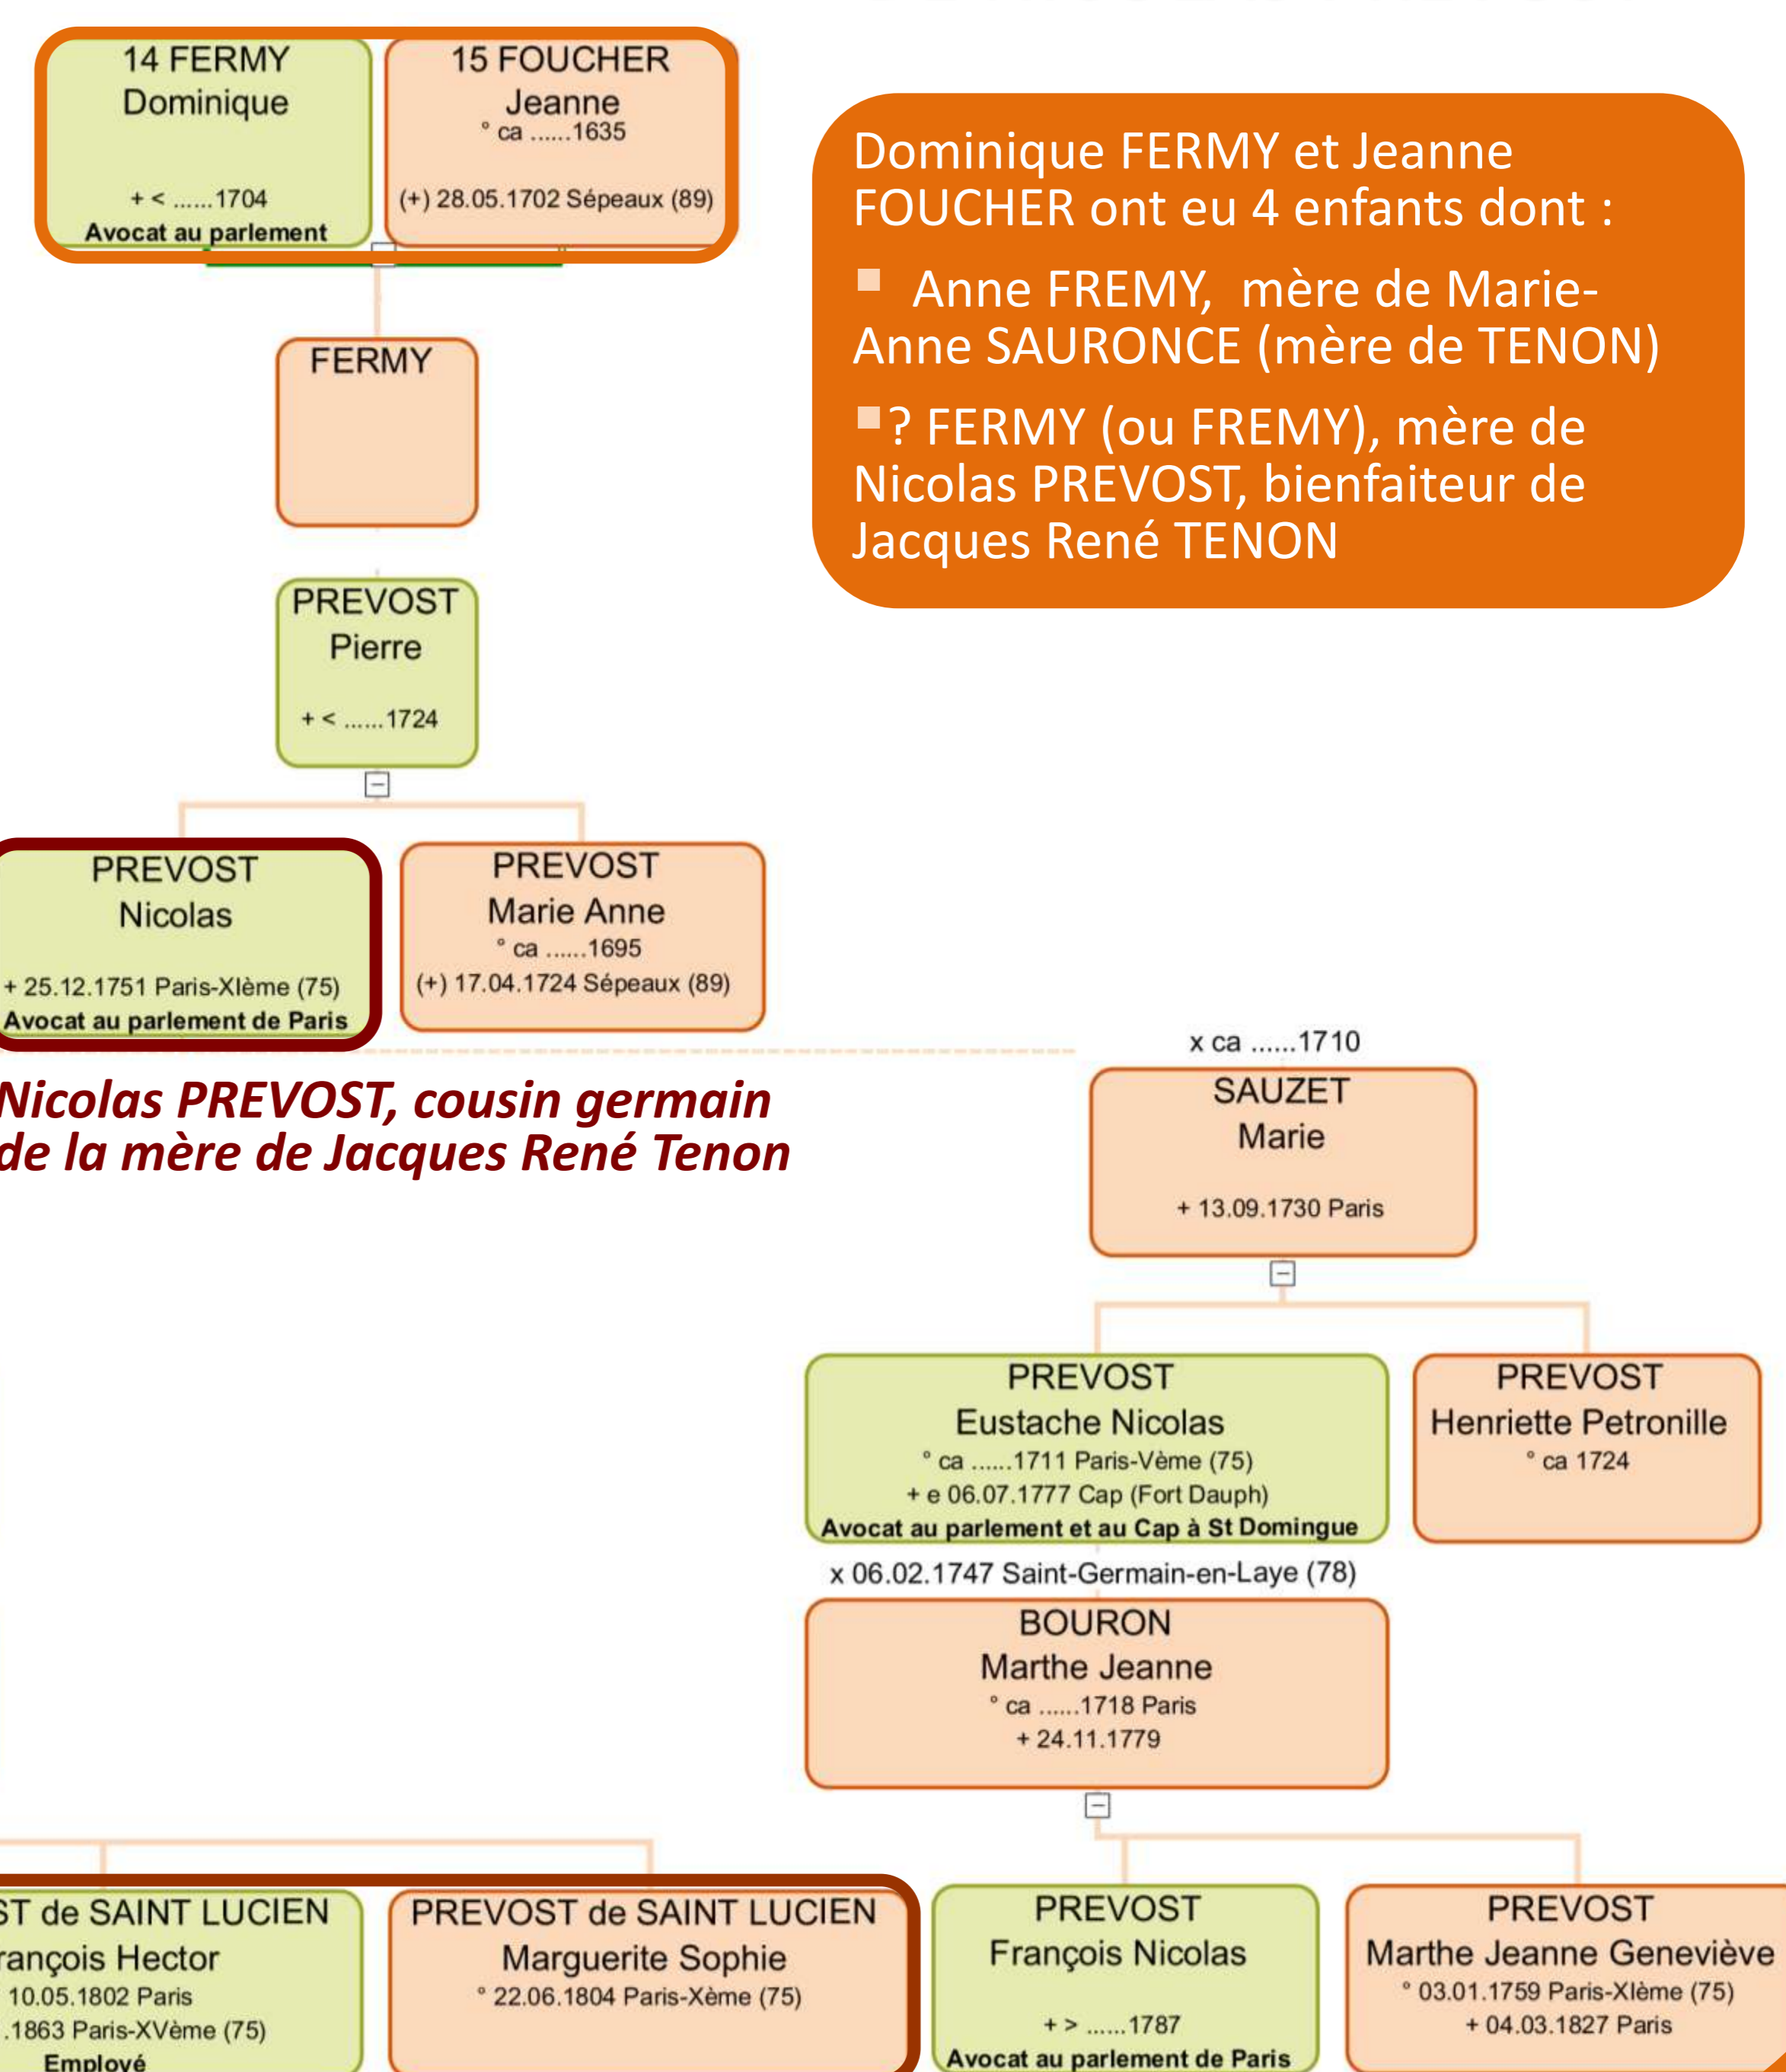 14 FERMY
Dominique
+ < ......1704
Avocat au parlement
15 FOUCHER
Jeanne
° ca ......1635
(+) 28.05.1702 Sépeaux (89)
Dominique FERMY et Jeanne
FOUCHER ont eu 4 enfants dont :
▪ Anne FREMY, mère de Marie-
Anne SAURONCE (mère de TENON)
▪? FERMY (ou FREMY), mère de
Nicolas PREVOST, bienfaiteur de
Jacques René TENON
FERMY
PREVOST
Pierre
+ < ......1724
PREVOST
Nicolas
+ 25.12.1751 Paris-XIème (75)
Avocat au parlement de Paris
PREVOST
Marie Anne
° ca ......1695
(+) 17.04.1724 Sépeaux (89)
Nicolas PREVOST, cousin germain
de la mère de Jacques René Tenon
x ca ......1710
SAUZET
Marie
+ 13.09.1730 Paris
PREVOST
Eustache Nicolas
° ca ......1711 Paris-Vème (75)
+ e 06.07.1777 Cap (Fort Dauph)
Avocat au parlement et au Cap à St Domingue
PREVOST
Henriette Petronille
° ca 1724
x 06.02.1747 Saint-Germain-en-Laye (78)
BOURON
Marthe Jeanne
° ca ......1718 Paris
+ 24.11.1779
ST de SAINT LUCIEN
rançois Hector
10.05.1802 Paris
.1863 Paris-XVème (75)
Employé
PREVOST de SAINT LUCIEN
Marguerite Sophie
° 22.06.1804 Paris-Xème (75)
PREVOST
François Nicolas
+ > ......1787
Avocat au parlement de Paris
PREVOST
Marthe Jeanne Geneviève
° 03.01.1759 Paris-XIème (75)
+ 04.03.1827 Paris